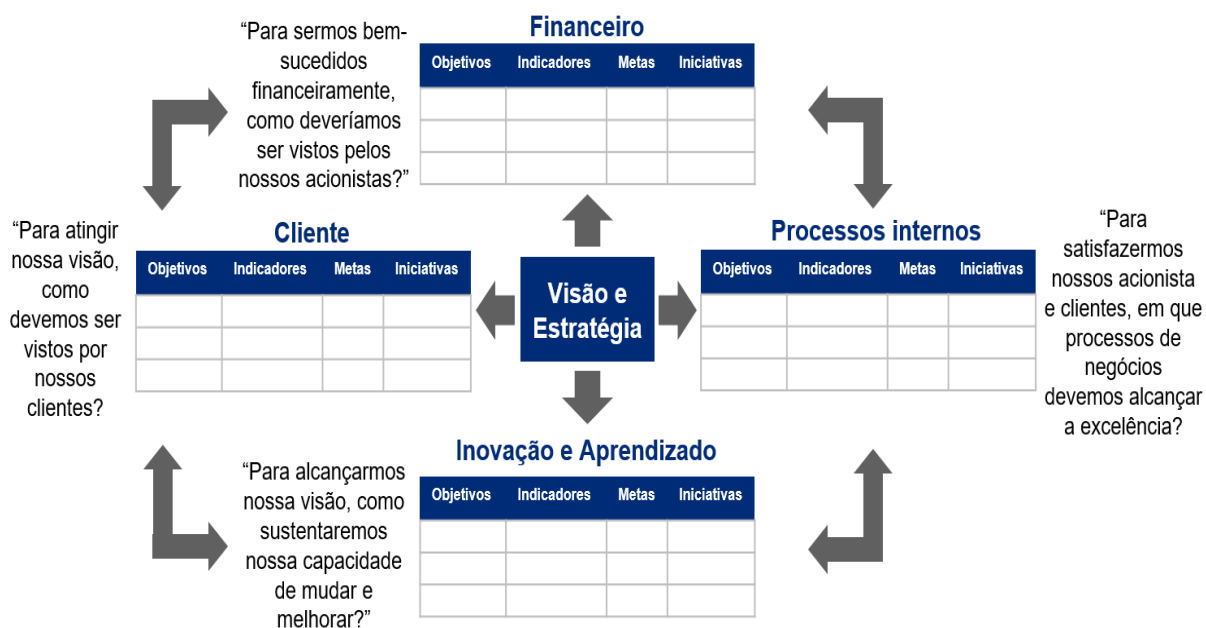 Financeiro
“Para sermos bem-
sucedidos
financeiramente,
como deveríamos
ser vistos pelos
nossos acionistas?”
Objetivos Indicadores Metas Iniciativas
Cliente
“Para atingir
nossa visão,
como
devemos ser
vistos por
nossos
clientes?
Objetivos Indicadores Metas Iniciativas
Visão e
Estratégia
Processos internos
Objetivos Indicadores Metas Iniciativas
“Para
satisfazermos
nossos acionista
e clientes, em que
processos de
negócios
devemos alcançar
a excelência?
Inovação e Aprendizado
“Para alcançarmos
nossa visão, como
sustentaremos
nossa capacidade
de mudar e
melhorar?”
Objetivos Indicadores Metas Iniciativas